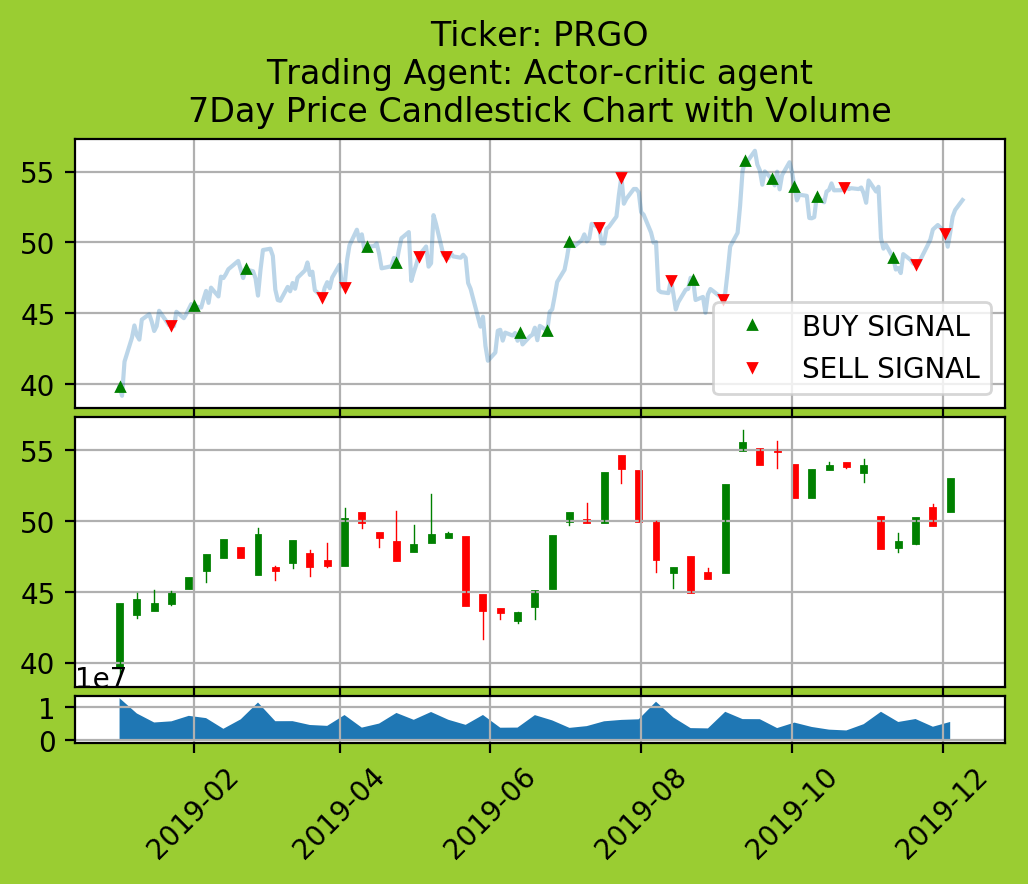 Ticker: PRGO
Trading Agent: Actor-critic agent
7Day Price Candlestick Chart with Volume
55
50
45
40
BUY SIGNAL
SELL SIGNAL
55
50
45
40
1e7
1
0
2019-02
2019-04
2019-06
2019-08
2019-10
2019-12